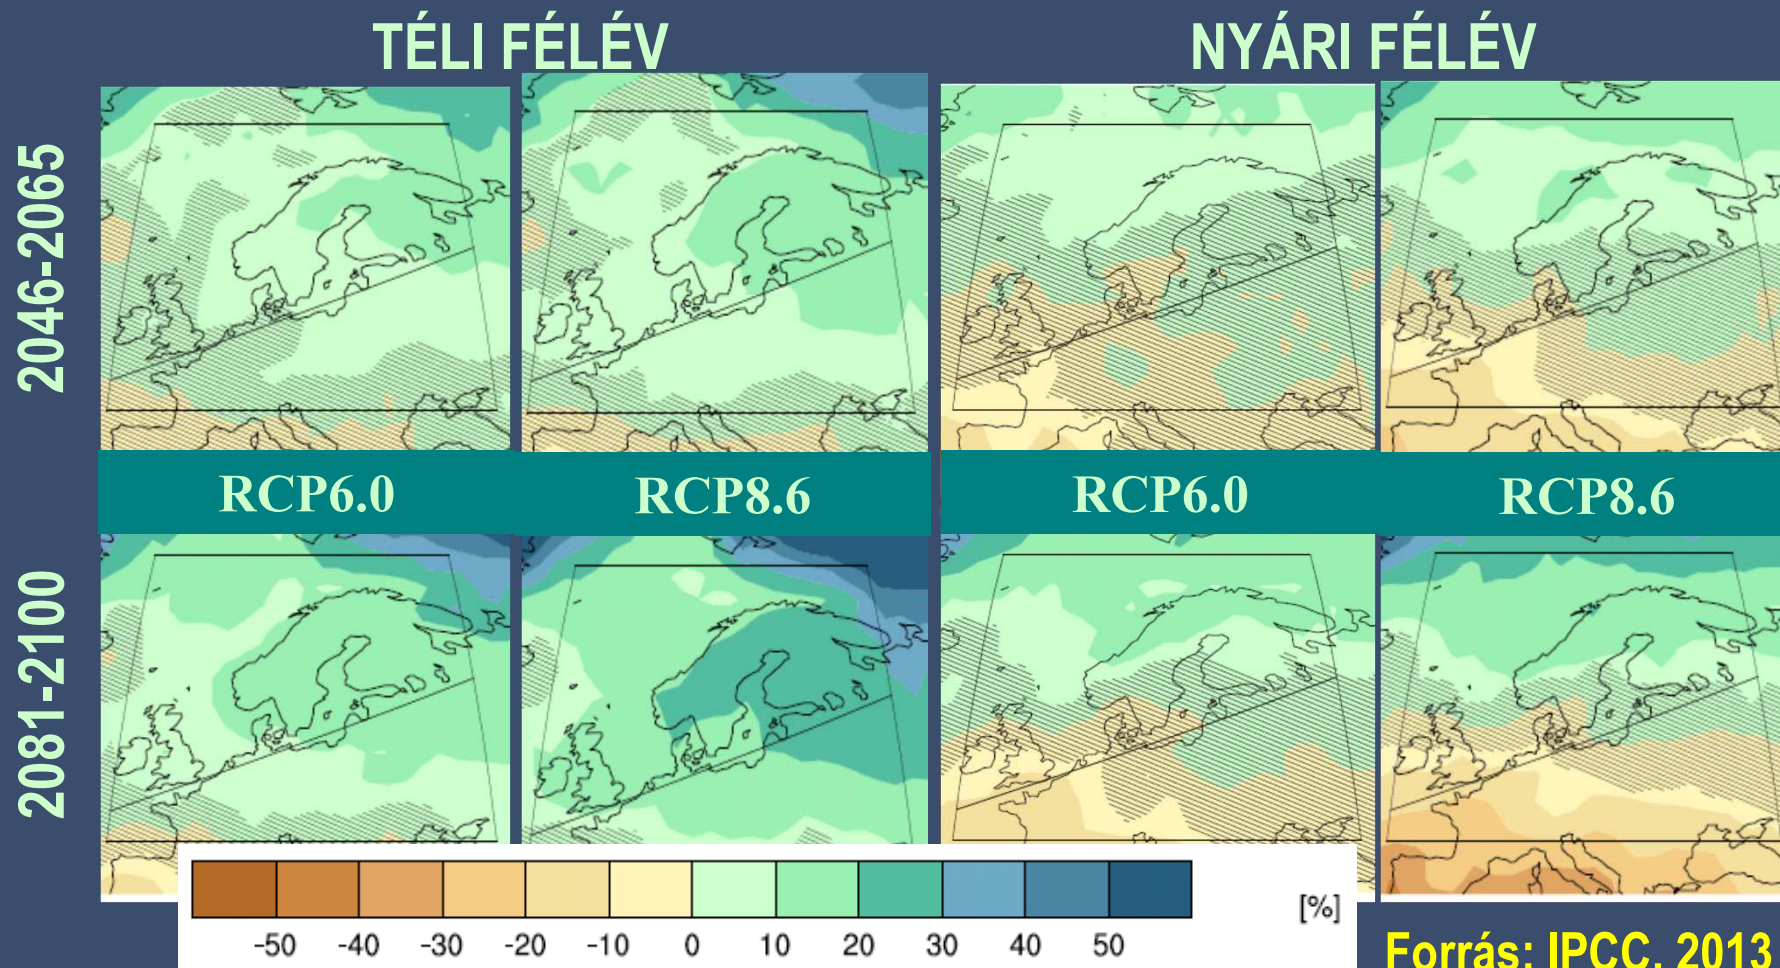 TÉLI FÉLÉV
NYÁRI FÉLÉV
2046-2065
RCP6.0
RCP8.6
RCP6.0
RCP8.6
2081-2100
-50 -40 -30 -20 -10 0 10 20 30 40 50
[%]
Forrás: IPCC, 2013